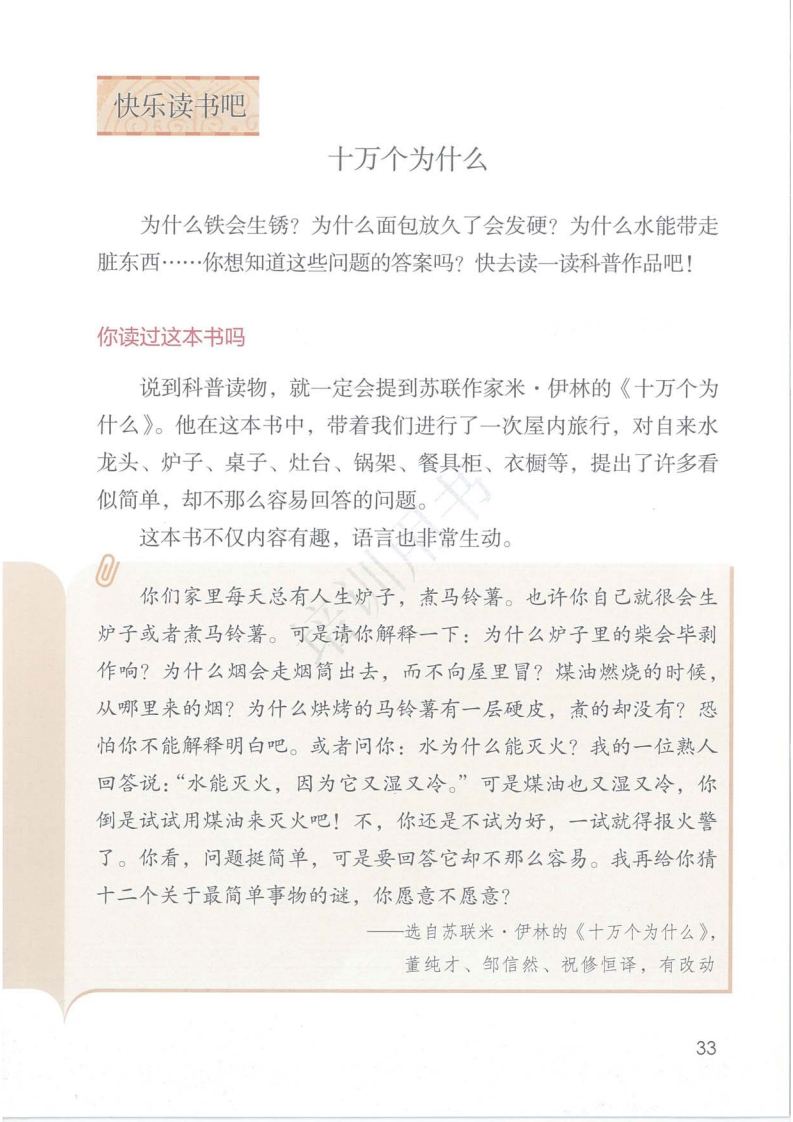 快乐读书吧
十万个为什么
为什么铁会生锈？为什么面包放久了会发硬？为什么水能带走
脏东西……你想知道这些问题的答案吗？快去读一读科普作品吧！
你读过这本书吗
说到科普读物，就一定会提到苏联作家米·伊林的《十万个为
什么》。他在这本书中，带着我们进行了一次屋内旅行，对自来水
龙头、炉子、桌子、灶台、锅架、餐具柜、衣橱等，提出了许多看
似简单，却不那么容易回答的问题。
这本书不仅内容有趣，语言也非常生动。
你们家里每天总有人生炉子，煮马铃薯。也许你自己就很会生
炉子或者煮马铃薯。可是请你解释一下：为什么炉子里的柴会毕剥
作响？为什么烟会走烟筒出去，而不向屋里冒？煤油燃烧的时候，
从哪里来的烟？为什么烘烤的马铃薯有一层硬皮，煮的却没有？恐
怕你不能解释明白吧。或者问你：水为什么能灭火？我的一位熟人
回答说：“水能灭火，因为它又湿又冷。”可是煤油也又湿又冷，你
倒是试试用煤油来灭火吧！不，你还是不试为好，一试就得报火警
了。你看，问题挺简单，可是要回答它却不那么容易。我再给你猜
十二个关于最简单事物的谜，你愿意不愿意？
——选自苏联米·伊林的《十万个为什么》，
董纯才、邹信然、祝修恒译，有改动
培训用书
33